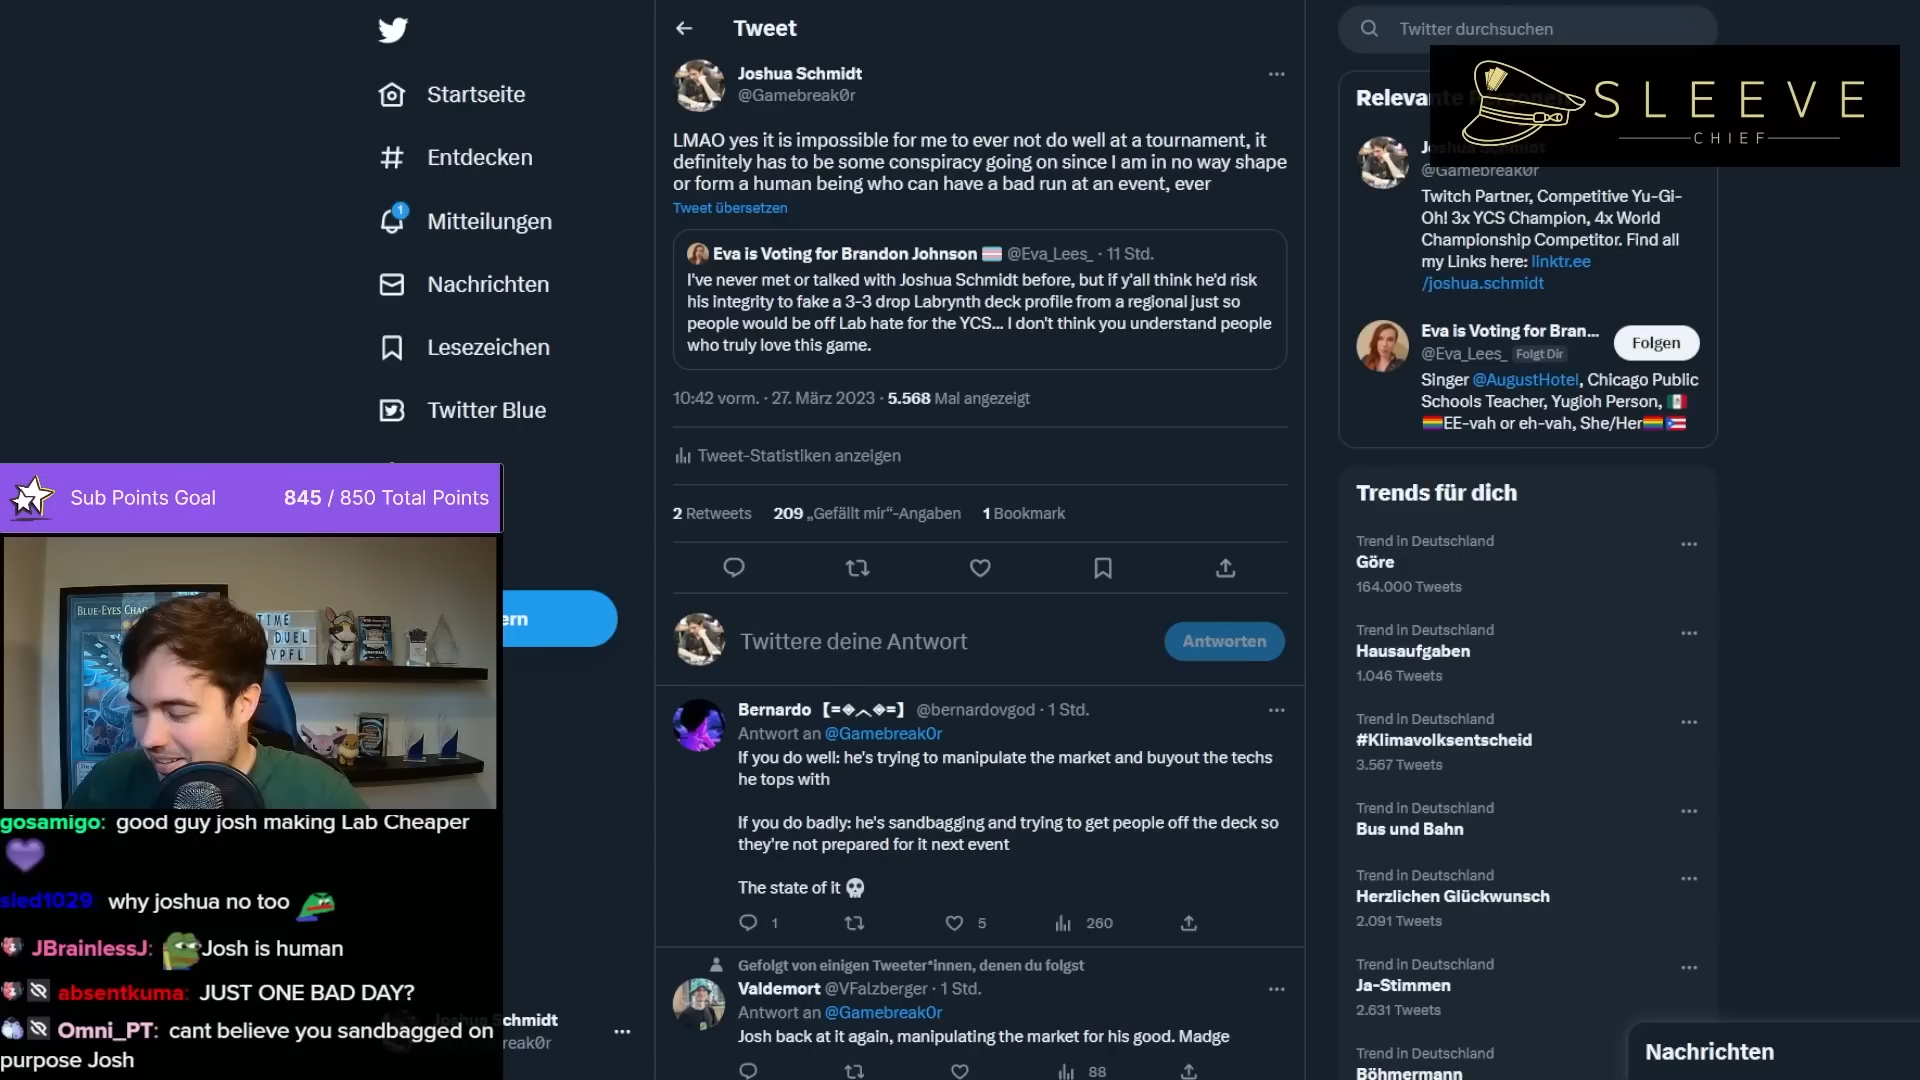 Startseite
Entdecken
1
Mitteilungen
Nachrichten
Lesezeichen
Twitter Blue
ern
chmidt
reak0r
Sub Points Goal
845 / 850 Total Points
BLUE-EYES CHA
TIME
DUEL
YPFL
gosamigo: good guy josh making Lab Cheaper
sled1029 why joshua no too
JBrainlessJ: Josh is human
absentkuma: JUST ONE BAD DAY?
Omni_PT: cant believe you sandbagged on
purpose Josh
Tweet
Joshua Schmidt
@Gamebreak0r
LMAO yes it is impossible for me to ever not do well at a tournament, it
definitely has to be some conspiracy going on since I am in no way shape
or form a human being who can have a bad run at an event, ever
Tweet übersetzen
Eva is Voting for Brandon Johnson @Eva_Lees_ · 11 Std.
I've never met or talked with Joshua Schmidt before, but if y'all think he'd risk
his integrity to fake a 3-3 drop Labrynth deck profile from a regional just so
people would be off Lab hate for the YCS... I don't think you understand people
who truly love this game.
10:42 vorm. · 27. März 2023 · 5.568 Mal angezeigt
Tweet-Statistiken anzeigen
2 Retweets 209 „Gefällt mir“-Angaben 1 Bookmark
Twittere deine Antwort
Antworten
Bernardo 【=◈︿◈=】 @bernardovgod · 1 Std.
Antwort an @Gamebreak0r
If you do well: he's trying to manipulate the market and buyout the techs
he tops with
If you do badly: he's sandbagging and trying to get people off the deck so
they're not prepared for it next event
The state of it 💀
1 5 260
Gefolgt von einigen Tweeter*innen, denen du folgst
Valdemort @VFalzberger · 1 Std.
Antwort an @Gamebreak0r
Josh back at it again, manipulating the market for his good. Madge
88
Twitter durchsuchen
SLEEVE
CHIEF
Relevante Personen
Joshua Schmidt
@Gamebreak0r
Twitch Partner, Competitive Yu-Gi-
Oh! 3x YCS Champion, 4x World
Championship Competitor. Find all
my Links here: linktr.ee
/joshua.schmidt
Eva is Voting for Bran...
@Eva_Lees_ Folgt Dir
Folgen
Singer @AugustHotel, Chicago Public
Schools Teacher, Yugioh Person, 🇲🇽
🏳️‍🌈EE-vah or eh-vah, She/Her🏳️‍🌈🇵🇷
Trends für dich
Trend in Deutschland
Göre
164.000 Tweets
Trend in Deutschland
Hausaufgaben
1.046 Tweets
Trend in Deutschland
#Klimavolksentscheid
3.567 Tweets
Trend in Deutschland
Bus und Bahn
Trend in Deutschland
Herzlichen Glückwunsch
2.091 Tweets
Trend in Deutschland
Ja-Stimmen
2.631 Tweets
Trend in Deutschland
Böhmermann
Nachrichten